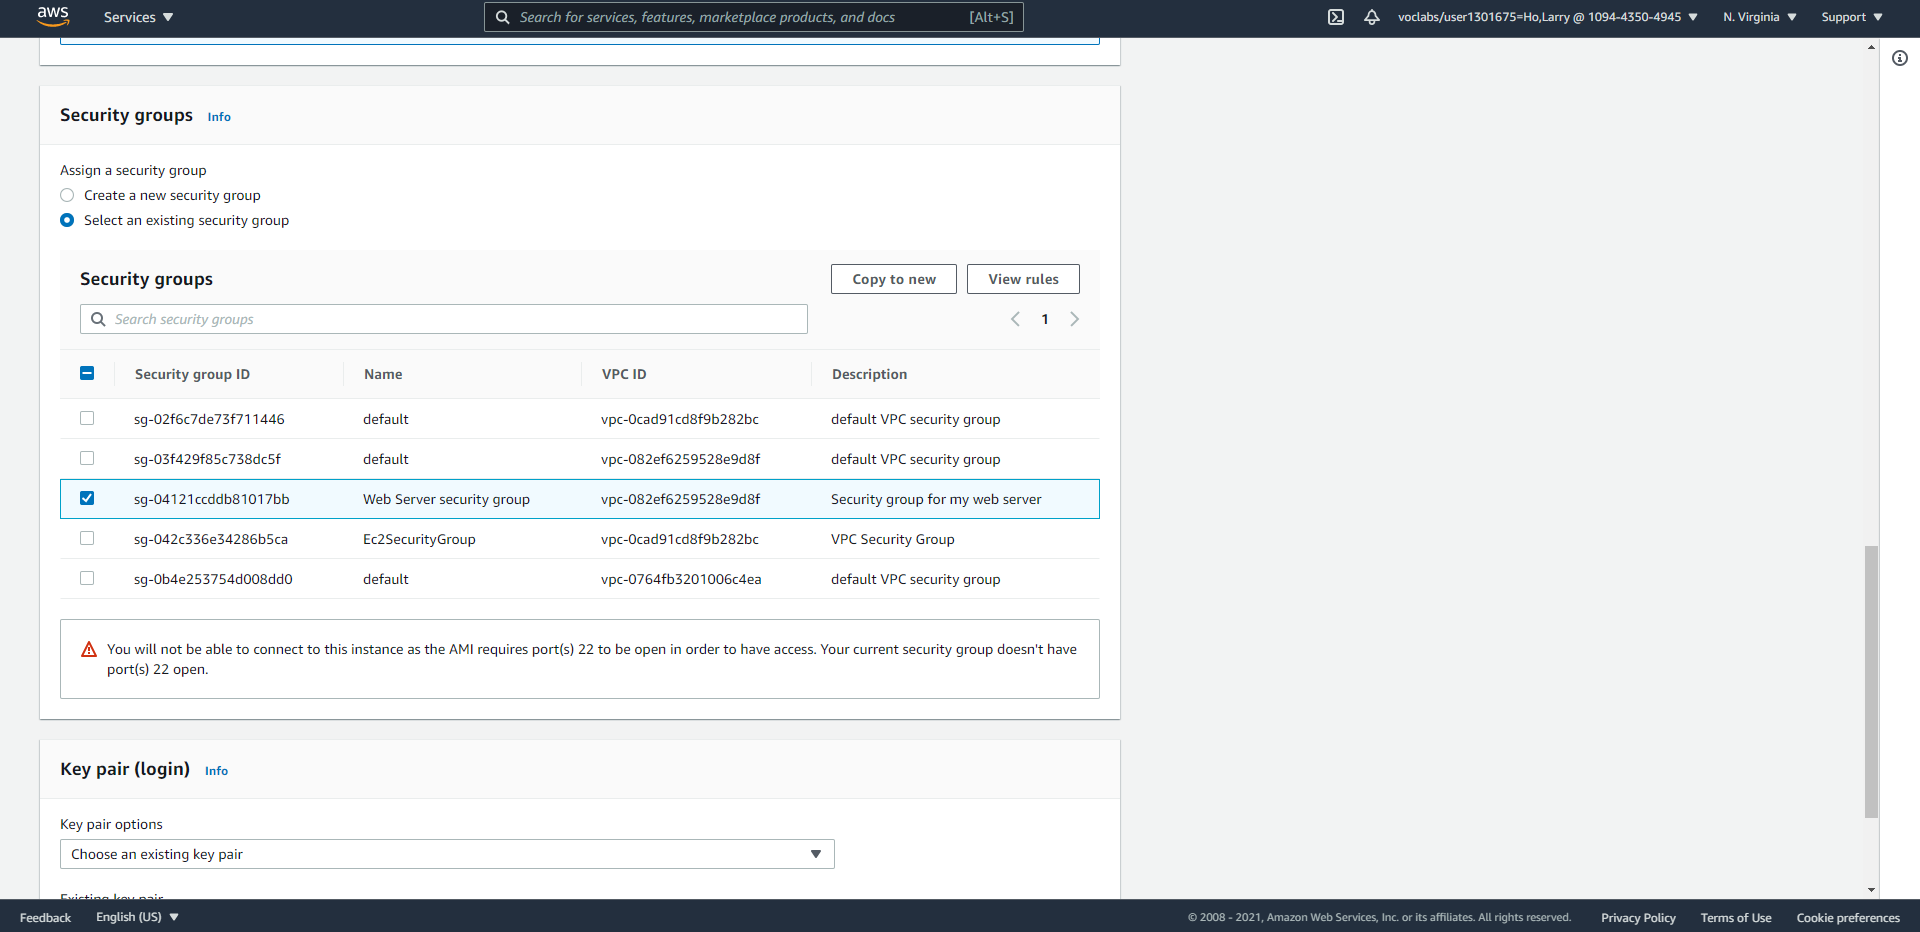 aws
Services
Search for services, features, marketplace products, and docs [Alt+S]
voclabs/user1301675=Ho,Larry @ 1094-4350-4945
N. Virginia
Support
Security groups Info
Assign a security group
Create a new security group
Select an existing security group
Security groups
Copy to new
View rules
Search security groups
1
Security group ID Name VPC ID Description
sg-02f6c7de73f711446 default vpc-0cad91cd8f9b282bc default VPC security group
sg-03f429f85c738dc5f default vpc-082ef6259528e9d8f default VPC security group
sg-04121ccddb81017bb Web Server security group vpc-082ef6259528e9d8f Security group for my web server
sg-042c336e34286b5ca Ec2SecurityGroup vpc-0cad91cd8f9b282bc VPC Security Group
sg-0b4e253754d008dd0 default vpc-0764fb3201006c4ea default VPC security group
You will not be able to connect to this instance as the AMI requires port(s) 22 to be open in order to have access. Your current security group doesn't have
port(s) 22 open.
Key pair (login) Info
Key pair options
Choose an existing key pair
Existing key pair
Feedback
English (US)
© 2008 - 2021, Amazon Web Services, Inc. or its affiliates. All rights reserved.
Privacy Policy
Terms of Use
Cookie preferences